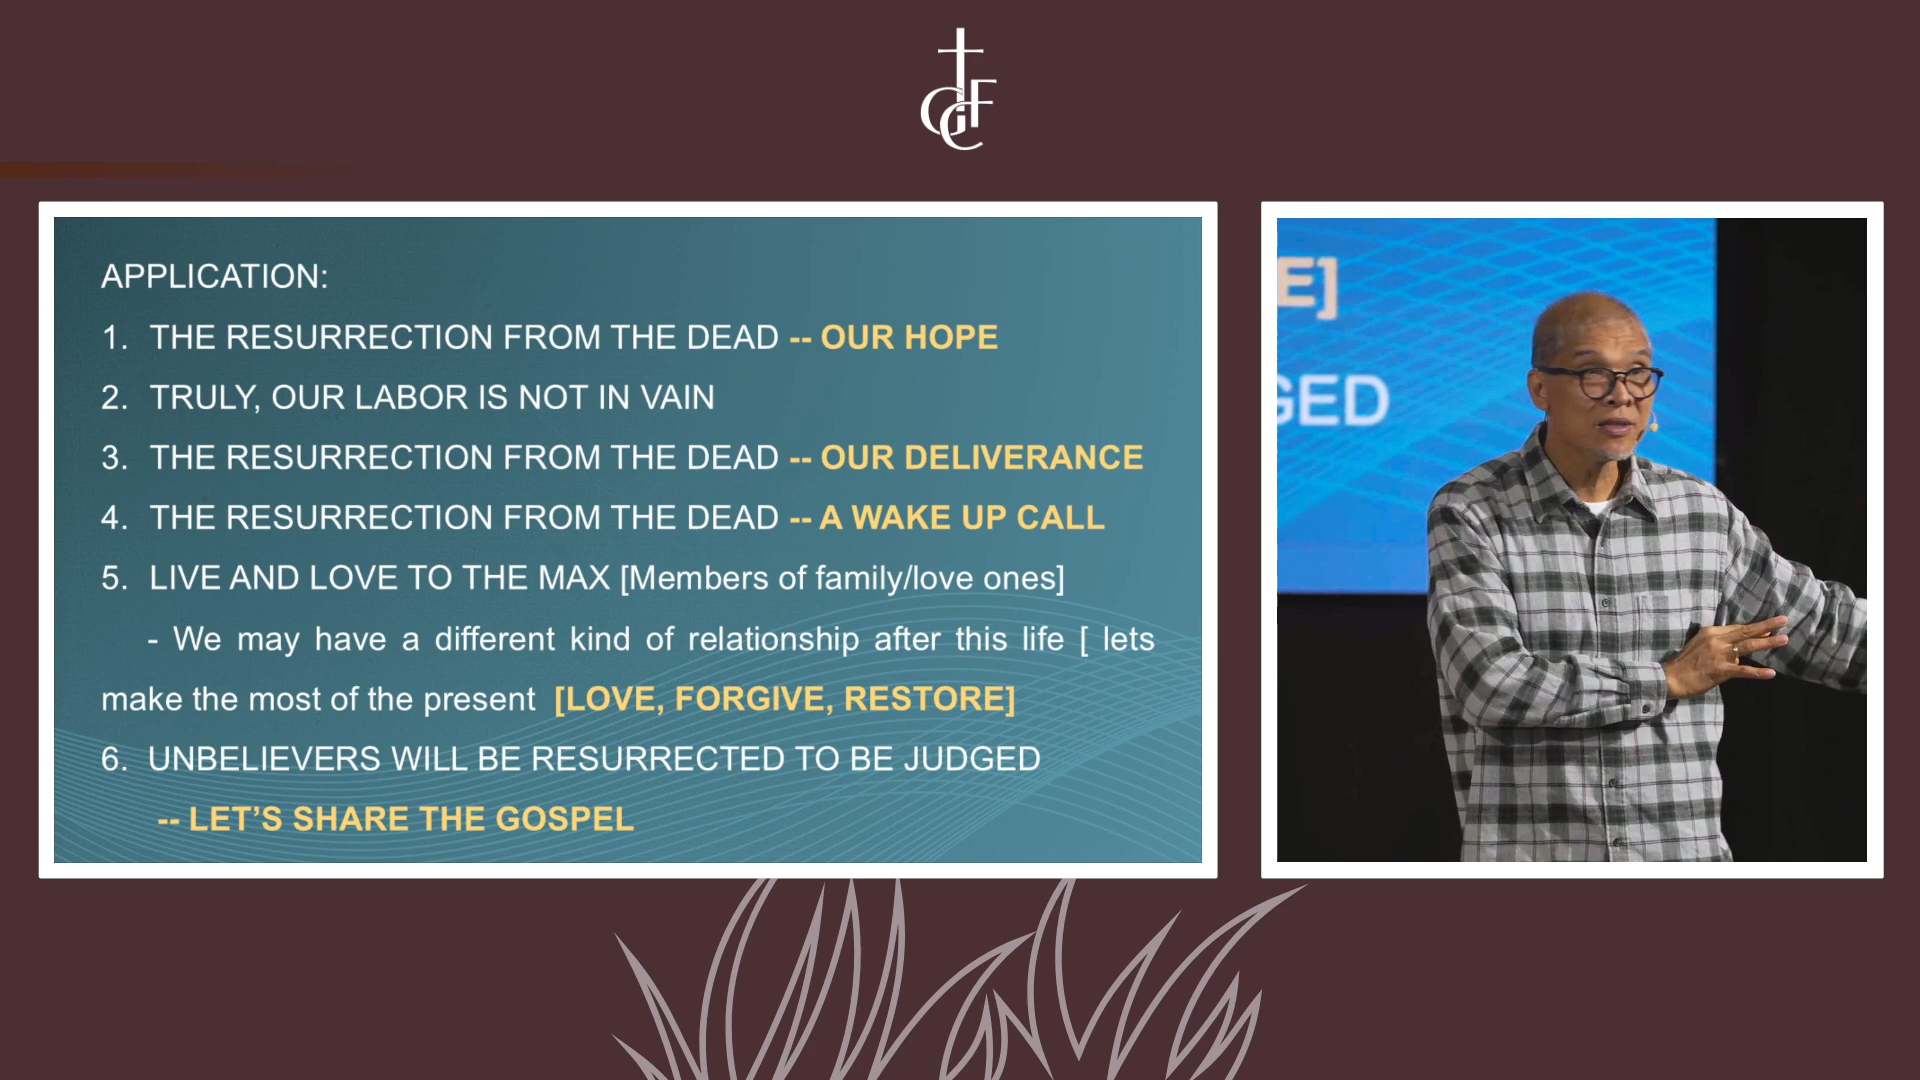 APPLICATION:
1. THE RESURRECTION FROM THE DEAD -- OUR HOPE
2. TRULY, OUR LABOR IS NOT IN VAIN
3. THE RESURRECTION FROM THE DEAD -- OUR DELIVERANCE
4. THE RESURRECTION FROM THE DEAD -- A WAKE UP CALL
5. LIVE AND LOVE TO THE MAX [Members of family/love ones]
- We may have a different kind of relationship after this life [ lets
make the most of the present [LOVE, FORGIVE, RESTORE]
6. UNBELIEVERS WILL BE RESURRECTED TO BE JUDGED
-- LET’S SHARE THE GOSPEL
E]
GED